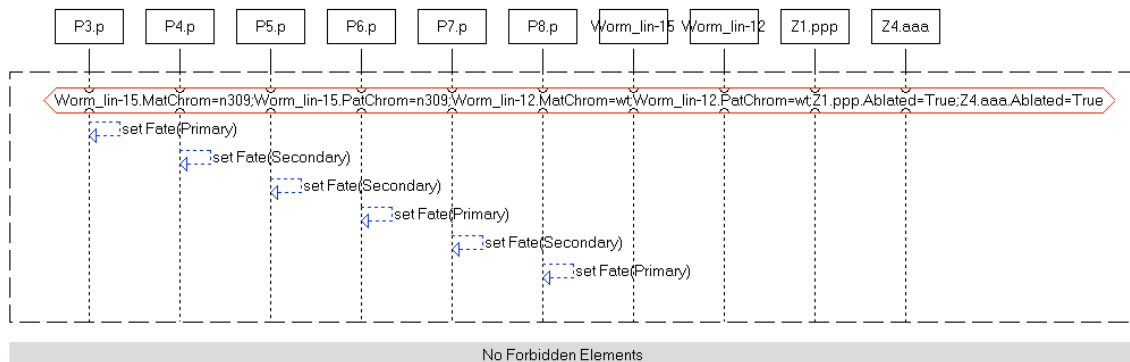 P3.p P4.p P5.p P6.p P7.p P8.p Worm_lin-15 Worm_lin-12 Z1.ppp Z4.aaa
Worm_lin-15.MatChrom=n309;Worm_lin-15.PatChrom=n309;Worm_lin-12.MatChrom=wt;Worm_lin-12.PatChrom=wt;Z1.ppp.Ablated=True;Z4.aaa.Ablated=True
set Fate(Primary)
set Fate(Secondary)
set Fate(Secondary)
set Fate(Primary)
set Fate(Secondary)
set Fate(Primary)
No Forbidden Elements